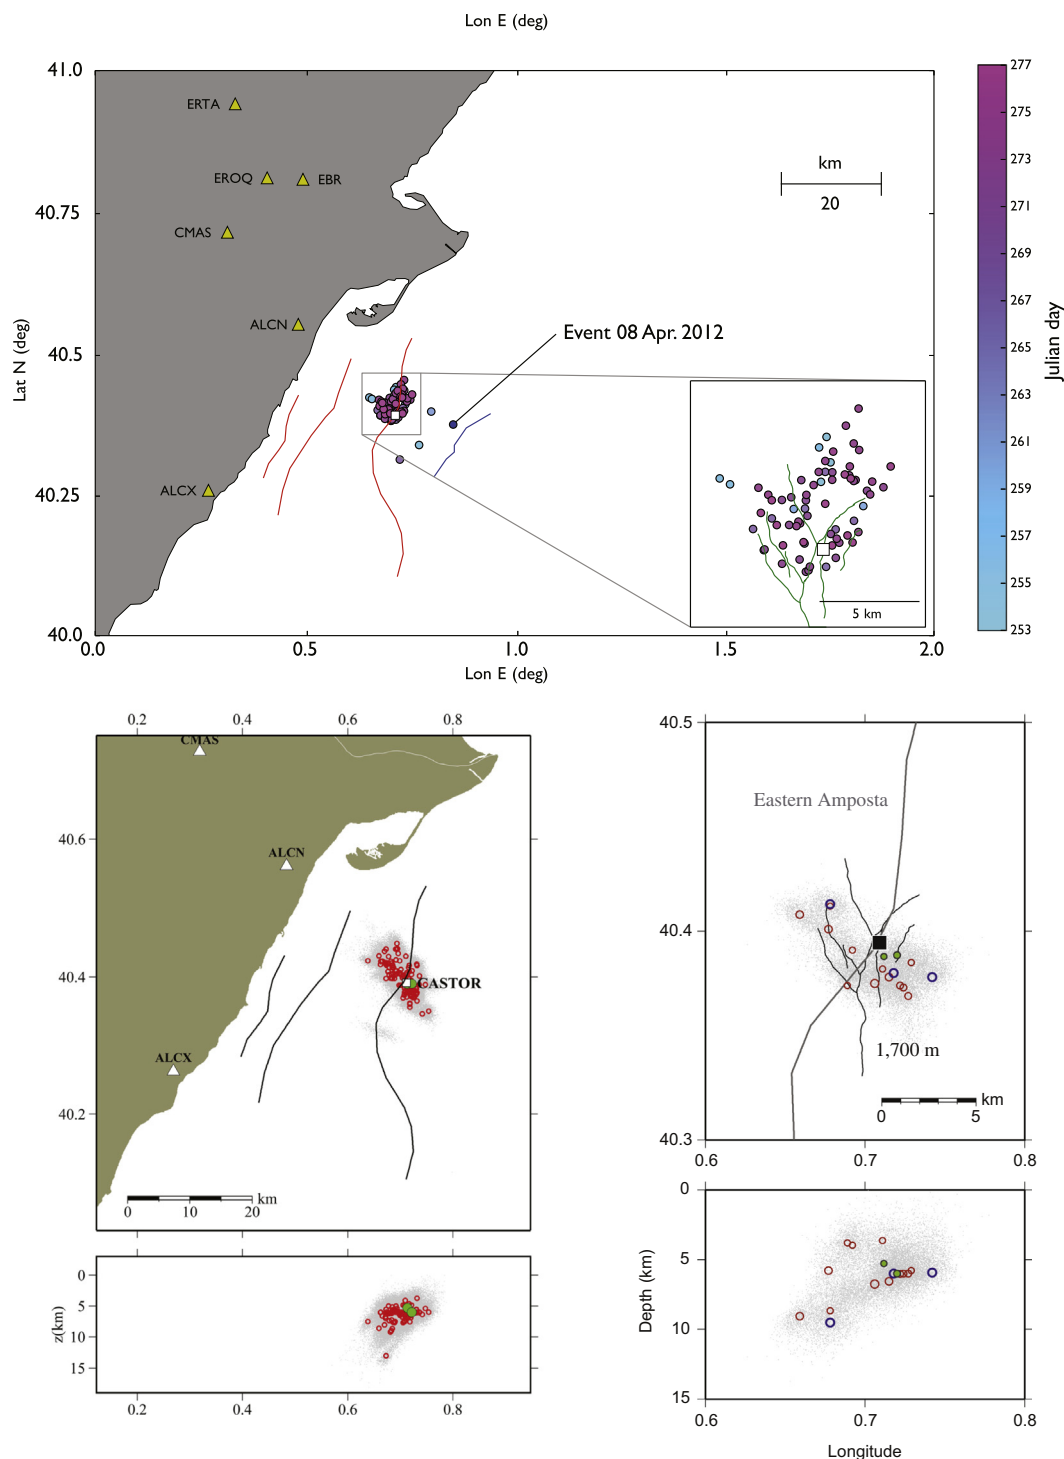 Lon E (deg)
41.0
40.75
40.5
40.25
40.0
Lat N (deg)
ERTA
EROQ
EBR
CMAS
ALCN
ALCX
km
20
Event 08 Apr. 2012
5 km
0.0
0.5
1.0
1.5
2.0
Lon E (deg)
277
275
273
271
269
267
265
263
261
259
257
255
253
Julian day
0.2
0.4
0.6
0.8
40.6
40.4
40.2
CMAS
ALCN
CASTOR
ALCX
km
0
10
20
0
5
10
15
z(km)
0.2
0.4
0.6
0.8
40.5
40.4
40.3
Eastern Amposta
1,700 m
km
0
5
0.6
0.7
0.8
0
5
10
15
Depth (km)
0.6
0.7
0.8
Longitude